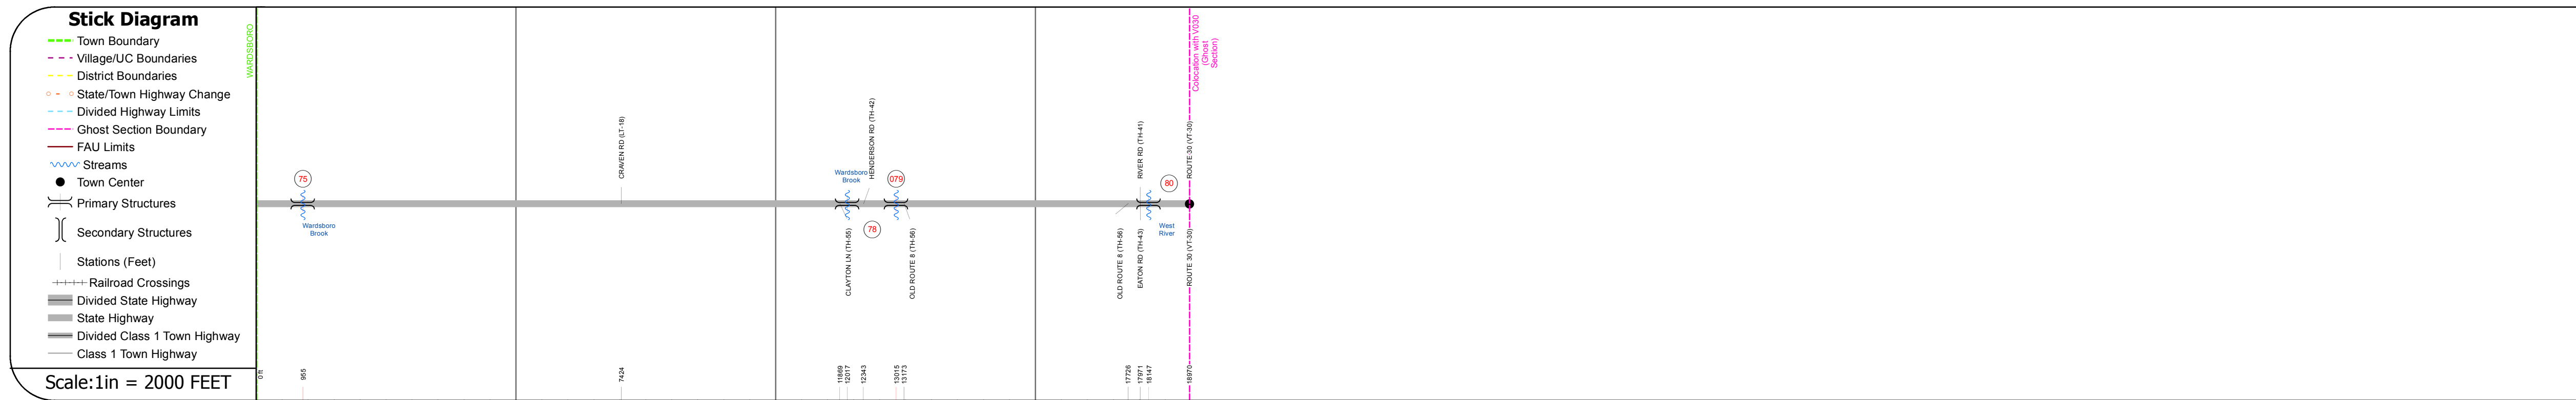 Stick Diagram
Town Boundary
Village/UC Boundaries
District Boundaries
State/Town Highway Change
Divided Highway Limits
Ghost Section Boundary
FAU Limits
Streams
Town Center
Primary Structures
Secondary Structures
Stations (Feet)
Railroad Crossings
Divided State Highway
State Highway
Divided Class 1 Town Highway
Class 1 Town Highway
Scale:1in = 2000 FEET
WARDSBORO
75
Wardsboro
Brook
CRAVEN RD (LT-18)
Wardsboro
Brook
HENDERSON RD (TH-42)
079
78
CLAYTON LN (TH-55)
OLD ROUTE 8 (TH-56)
RIVER RD (TH-41)
80
ROUTE 30 (VT-30)
Colocation with V030
(Ghost
Section)
OLD ROUTE 8 (TH-56)
EATON RD (TH-43)
West
River
ROUTE 30 (VT-30)
0 ft
955
7424
11869
12017
12343
13015
13173
17726
17971
18147
18970